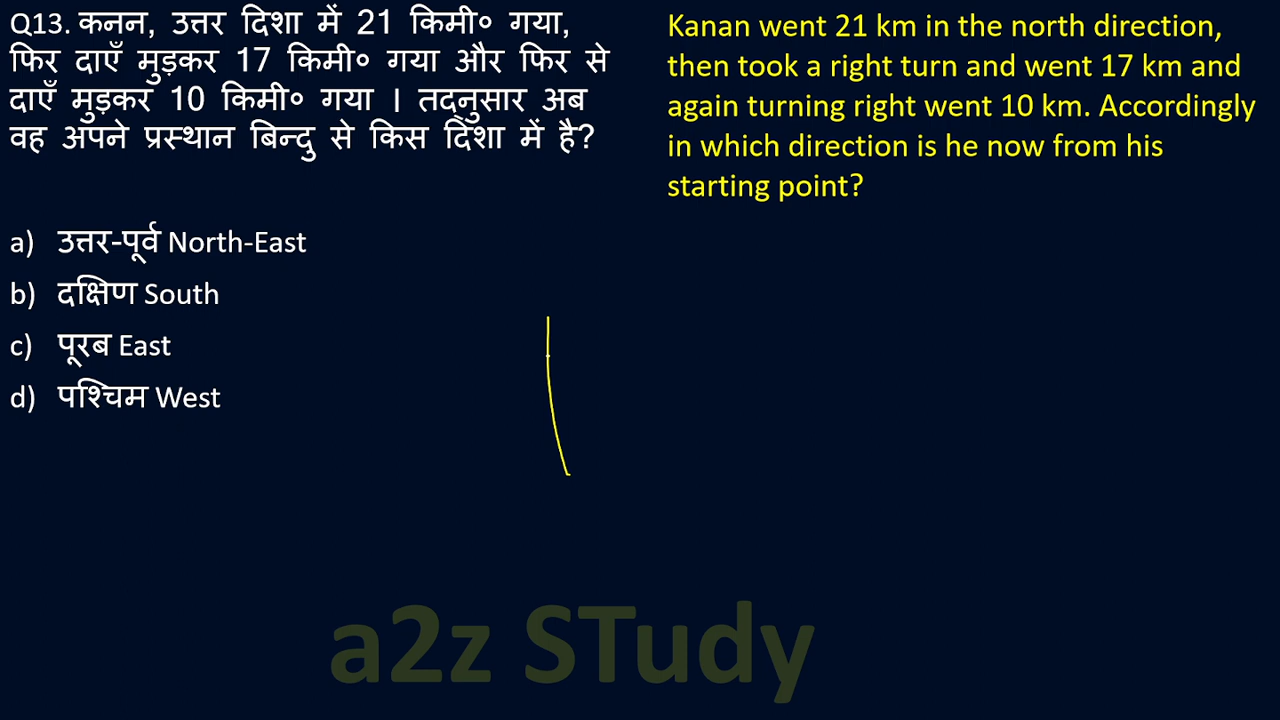 Q13. कनन, उत्तर दिशा में 21 किमी० गया,
फिर दाएँ मुड़कर 17 किमी० गया और फिर से
दाएँ मुड़कर 10 किमी० गया । तद्नुसार अब
वह अपने प्रस्थान बिन्दु से किस दिशा में है?
Kanan went 21 km in the north direction,
then took a right turn and went 17 km and
again turning right went 10 km. Accordingly
in which direction is he now from his
starting point?
a) उत्तर-पूर्व North-East
b) दक्षिण South
c) पूरब East
d) पश्चिम West
a2z STudy